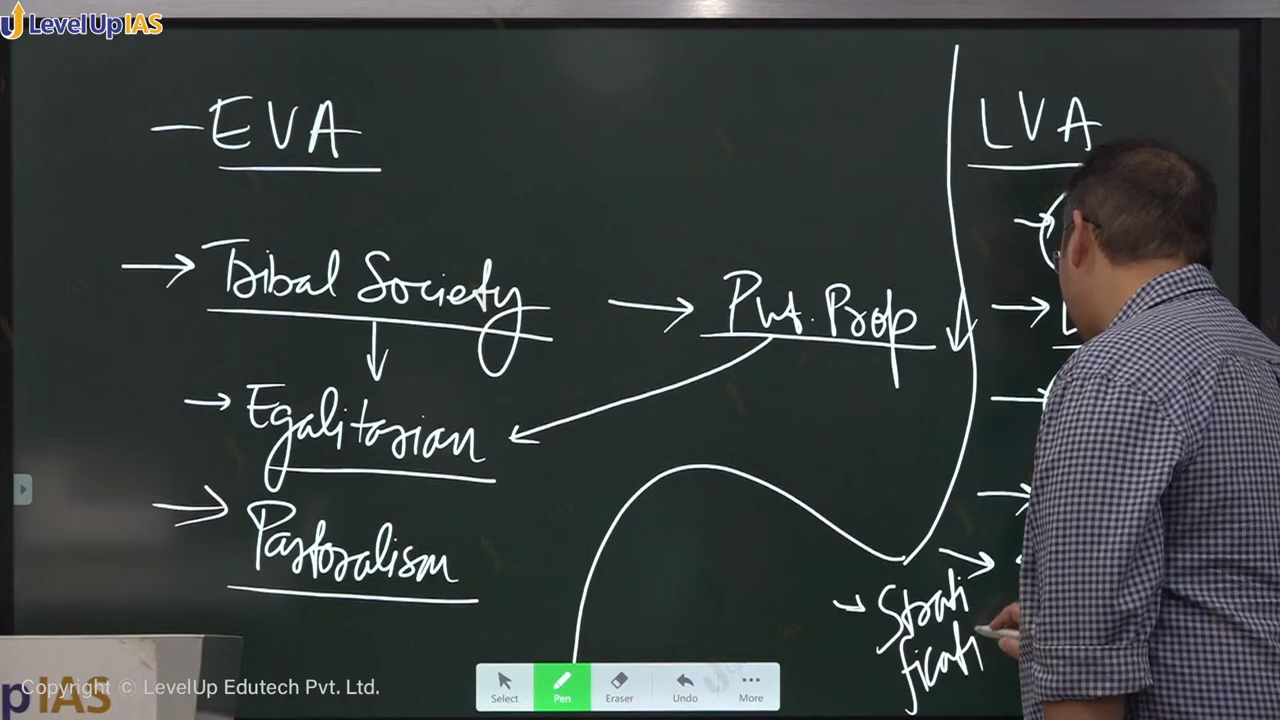 LevelUp IAS
– EVA
→ Tribal Society
→ Pvt. Prop
→ Egalitarian
→ Pastoralism
LVA
→ Strati
ficati
Select
Pen
Eraser
Undo
More
pIAS
Copyright © LevelUp Edutech Pvt. Ltd.